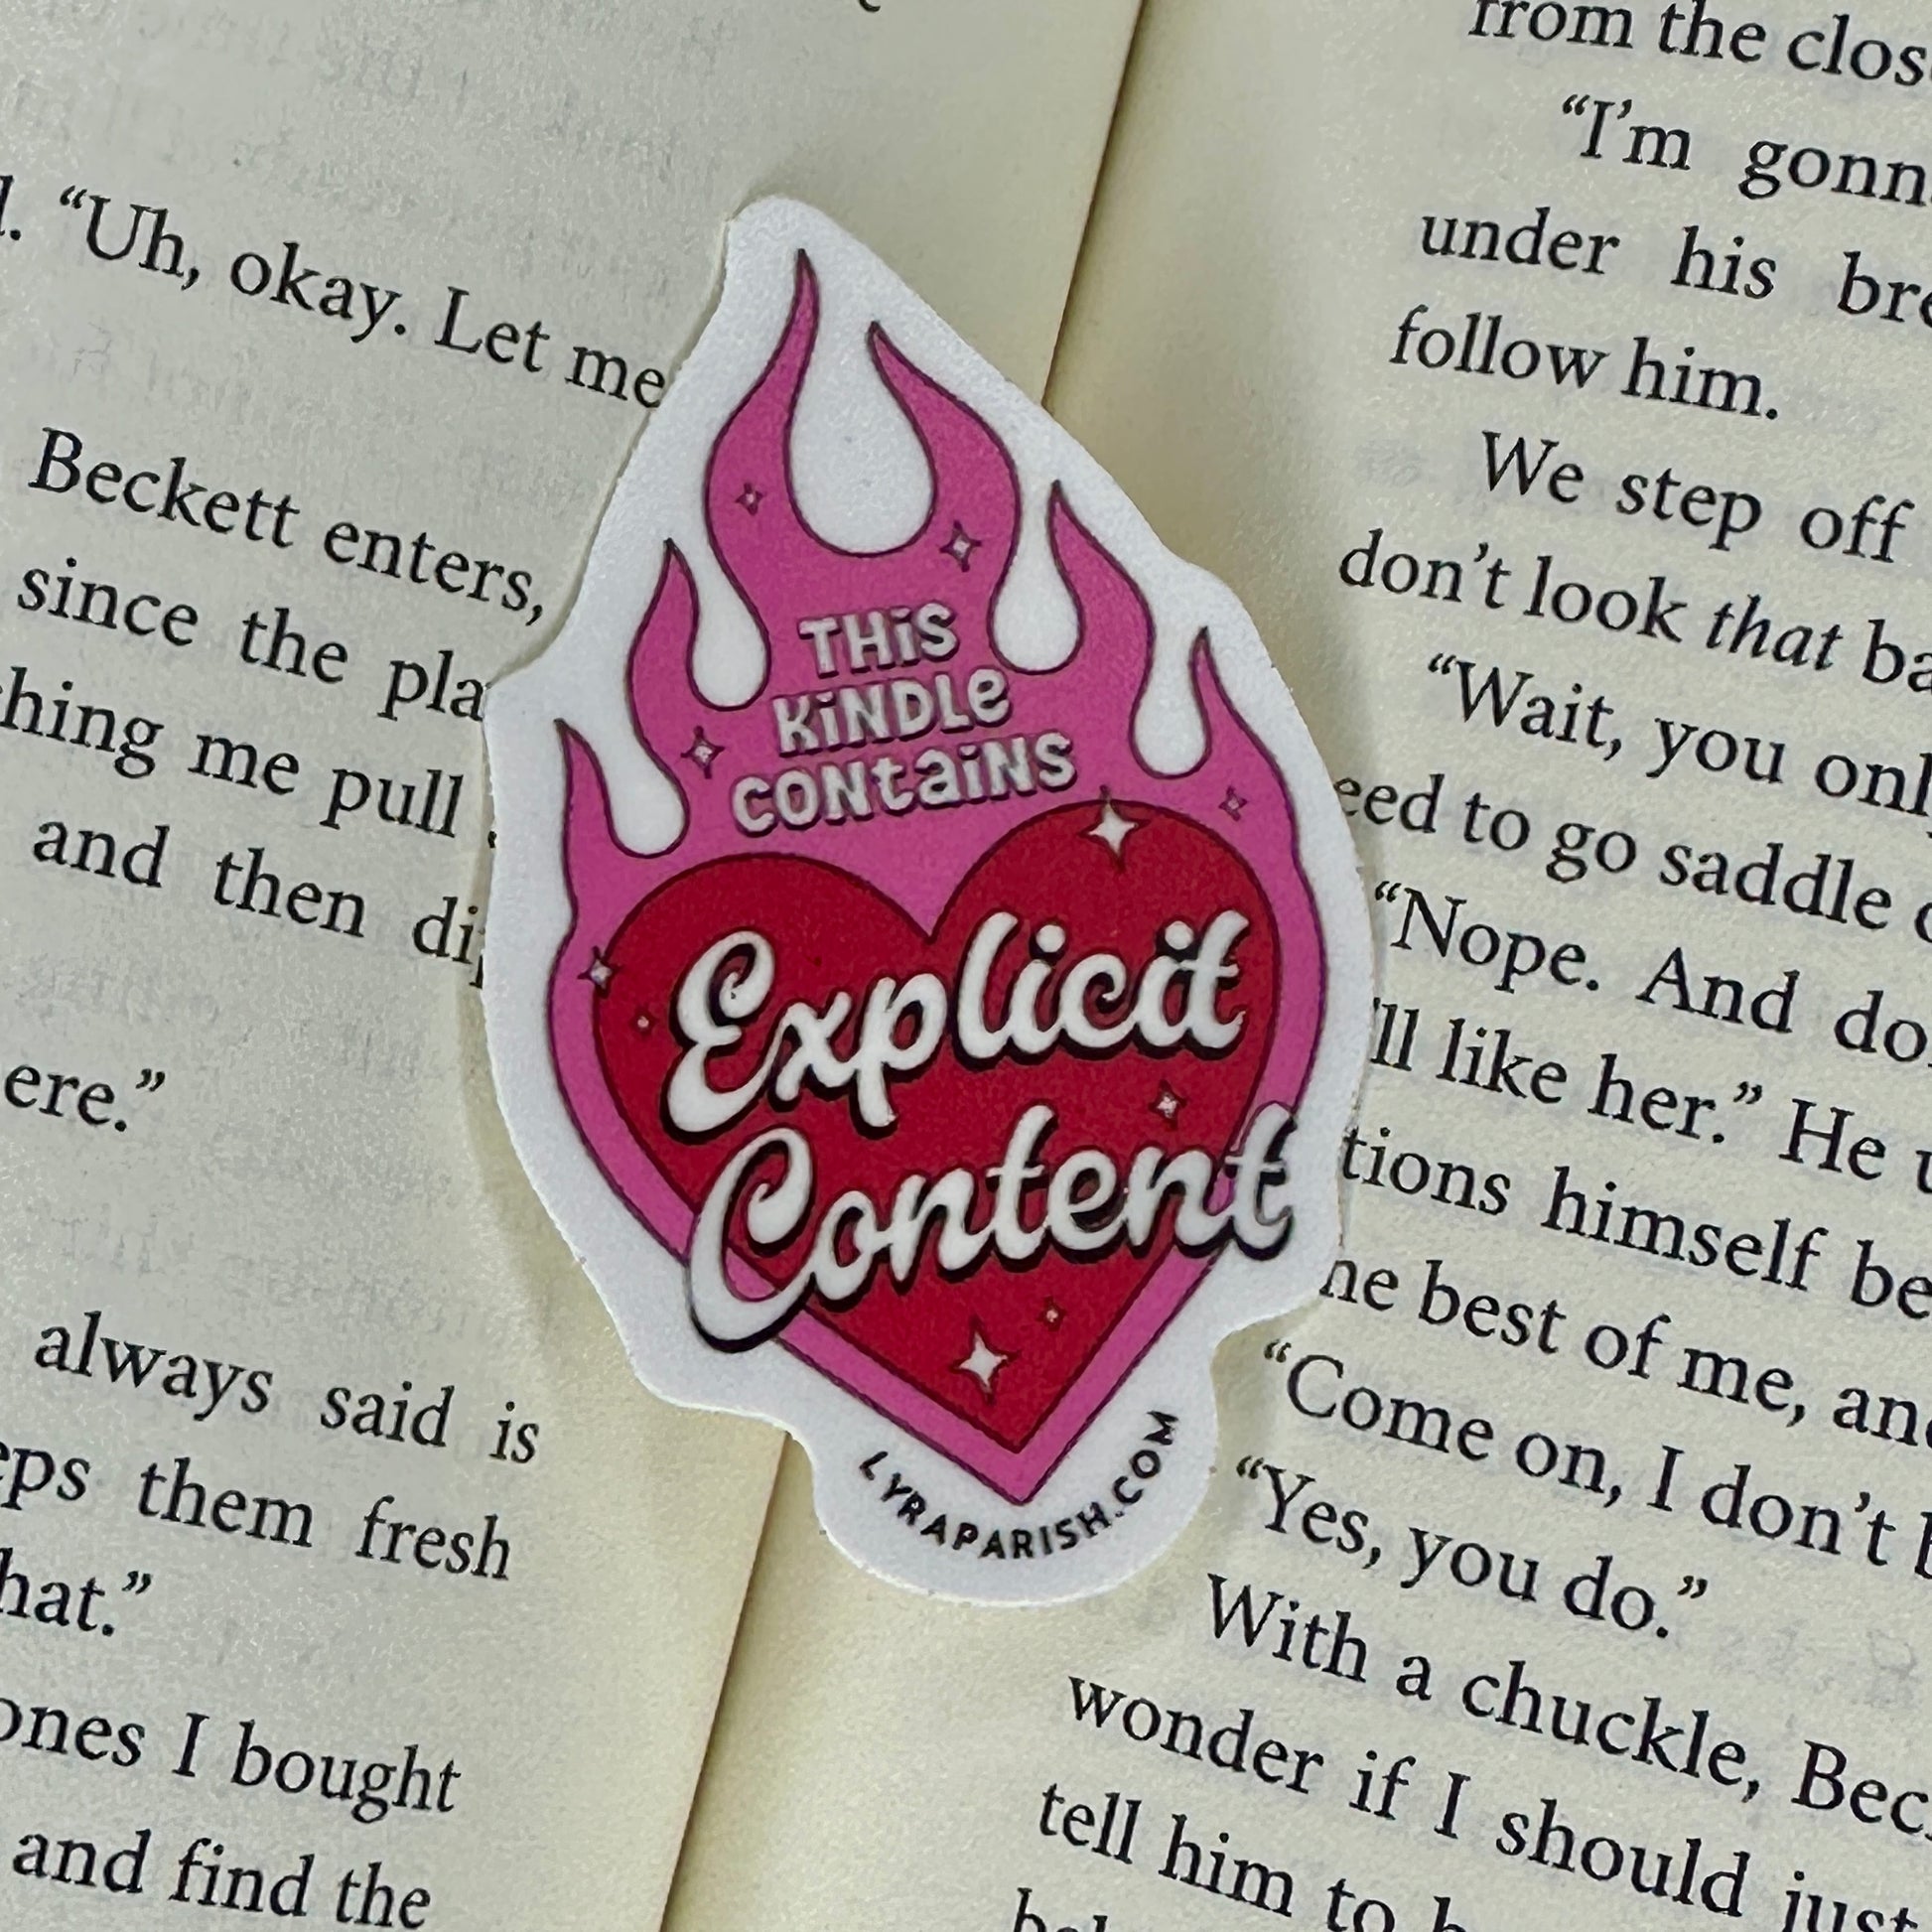 d. “Uh, okay. Let me
Beckett enters,
since the pla
hing me pull
and then di
ere.”
always said is
eps them fresh
hat.”
ones I bought
and find the
THiS
KiNDLe
CONtaiNS
Explicit
Content
LYRAPARISH.COM
from the clos
“I’m gonn
under his bre
follow him.
We step off
don’t look that ba
“Wait, you onl
eed to go saddle
“Nope. And do
’ll like her.” He u
tions himself be
he best of me, an
“Come on, I don’t
“Yes, you do.”
With a chuckle, Bec
wonder if I should just
tell him to